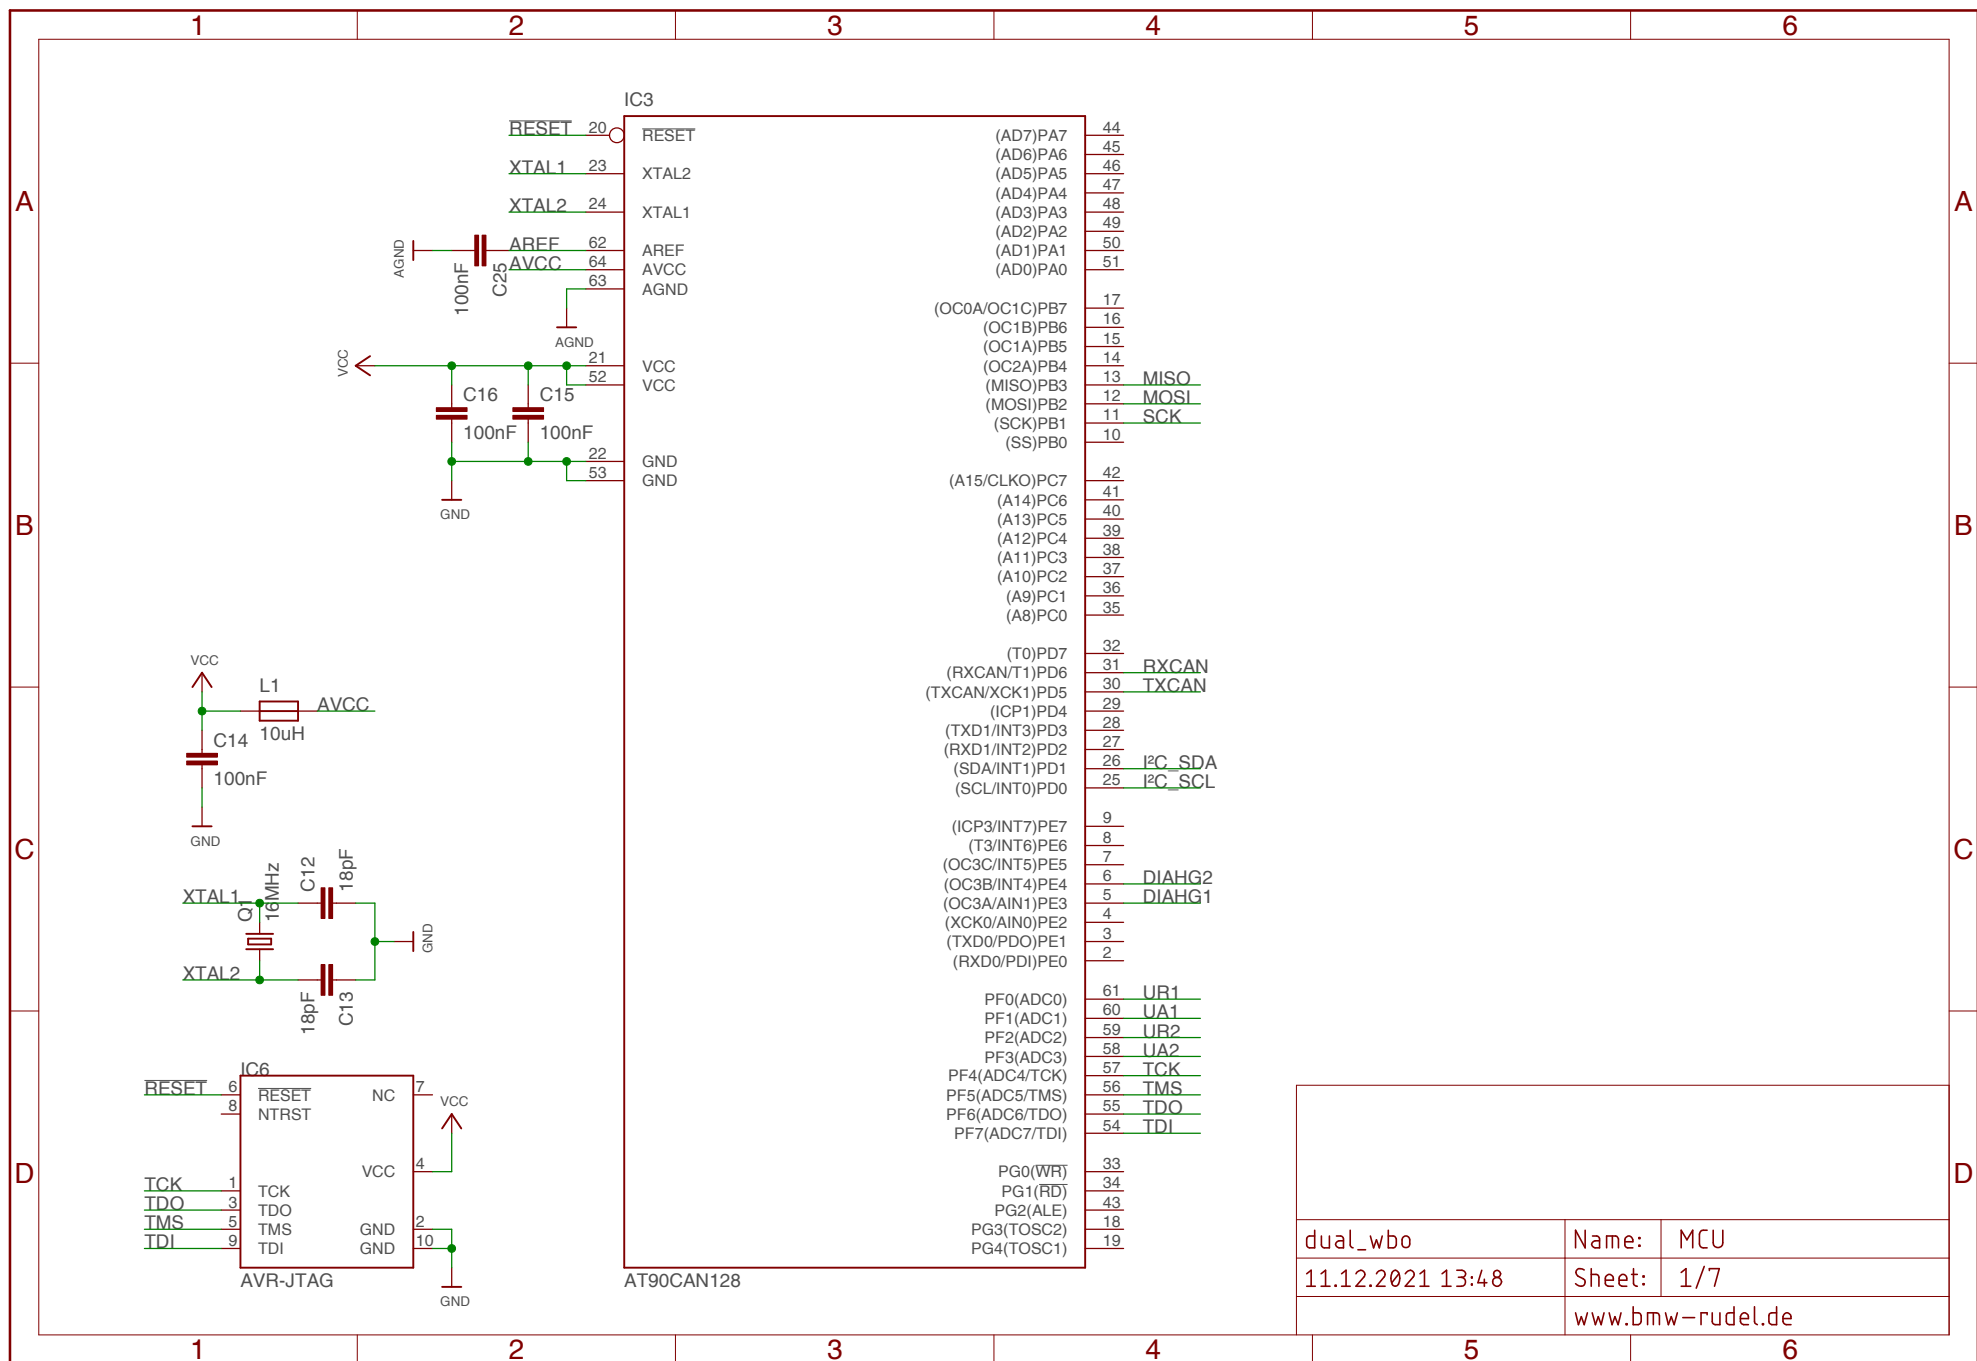 1 2 3 4 5 6
A A
B B
C C
D D
IC3
RESET 20 RESET
XTAL1 23 XTAL2
XTAL2 24 XTAL1
AREF 62 AREF
AVCC 64 AVCC
63 AGND
AGND
100nF
C25
AGND
VCC
21 VCC
52 VCC
C16
100nF
C15
100nF
22 GND
53 GND
GND
(AD7)PA7 44
(AD6)PA6 45
(AD5)PA5 46
(AD4)PA4 47
(AD3)PA3 48
(AD2)PA2 49
(AD1)PA1 50
(AD0)PA0 51
(OC0A/OC1C)PB7 17
(OC1B)PB6 16
(OC1A)PB5 15
(OC2A)PB4 14
(MISO)PB3 13 MISO
(MOSI)PB2 12 MOSI
(SCK)PB1 11 SCK
(SS)PB0 10
(A15/CLKO)PC7 42
(A14)PC6 41
(A13)PC5 40
(A12)PC4 39
(A11)PC3 38
(A10)PC2 37
(A9)PC1 36
(A8)PC0 35
(T0)PD7 32
(RXCAN/T1)PD6 31 RXCAN
(TXCAN/XCK1)PD5 30 TXCAN
(ICP1)PD4 29
(TXD1/INT3)PD3 28
(RXD1/INT2)PD2 27
(SDA/INT1)PD1 26 I²C_SDA
(SCL/INT0)PD0 25 I²C_SCL
(ICP3/INT7)PE7 9
(T3/INT6)PE6 8
(OC3C/INT5)PE5 7
(OC3B/INT4)PE4 6 DIAHG2
(OC3A/AIN1)PE3 5 DIAHG1
(XCK0/AIN0)PE2 4
(TXD0/PDO)PE1 3
(RXD0/PDI)PE0 2
PF0(ADC0) 61 UR1
PF1(ADC1) 60 UA1
PF2(ADC2) 59 UR2
PF3(ADC3) 58 UA2
PF4(ADC4/TCK) 57 TCK
PF5(ADC5/TMS) 56 TMS
PF6(ADC6/TDO) 55 TDO
PF7(ADC7/TDI) 54 TDI
PG0(WR) 33
PG1(RD) 34
PG2(ALE) 43
PG3(TOSC2) 18
PG4(TOSC1) 19
AT90CAN128
VCC
L1
AVCC
10uH
C14
100nF
GND
XTAL1
Q1
16MHz
C12
18pF
GND
XTAL2
18pF
C13
IC6
RESET 6 RESET
8 NTRST
NC 7
VCC
VCC 4
TCK 1 TCK
TDO 3 TDO
TMS 5 TMS
TDI 9 TDI
GND 2
GND 10
GND
AVR-JTAG
dual_wbo Name: MCU
11.12.2021 13:48 Sheet: 1/7
www.bmw-rudel.de
1 2 3 4 5 6